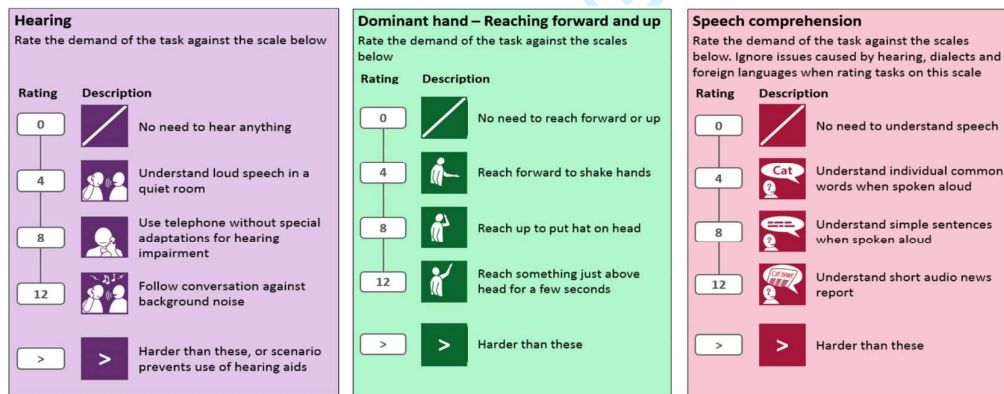 Hearing
Rate the demand of the task against the scale below
Rating Description
0 No need to hear anything
4 Understand loud speech in a
quiet room
8 Use telephone without special
adaptations for hearing
impairment
12 Follow conversation against
background noise
> > Harder than these, or scenario
prevents use of hearing aids
Dominant hand – Reaching forward and up
Rate the demand of the task against the scales
below
Rating Description
0 No need to reach forward or up
4 Reach forward to shake hands
8 Reach up to put hat on head
12 Reach something just above
head for a few seconds
> > Harder than these
Speech comprehension
Rate the demand of the task against the scales
below. Ignore issues caused by hearing, dialects and
foreign languages when rating tasks on this scale
Rating Description
0 No need to understand speech
4 Cat Understand individual common
words when spoken aloud
8 Understand simple sentences
when spoken aloud
12 Understand short audio news
report
> > Harder than these